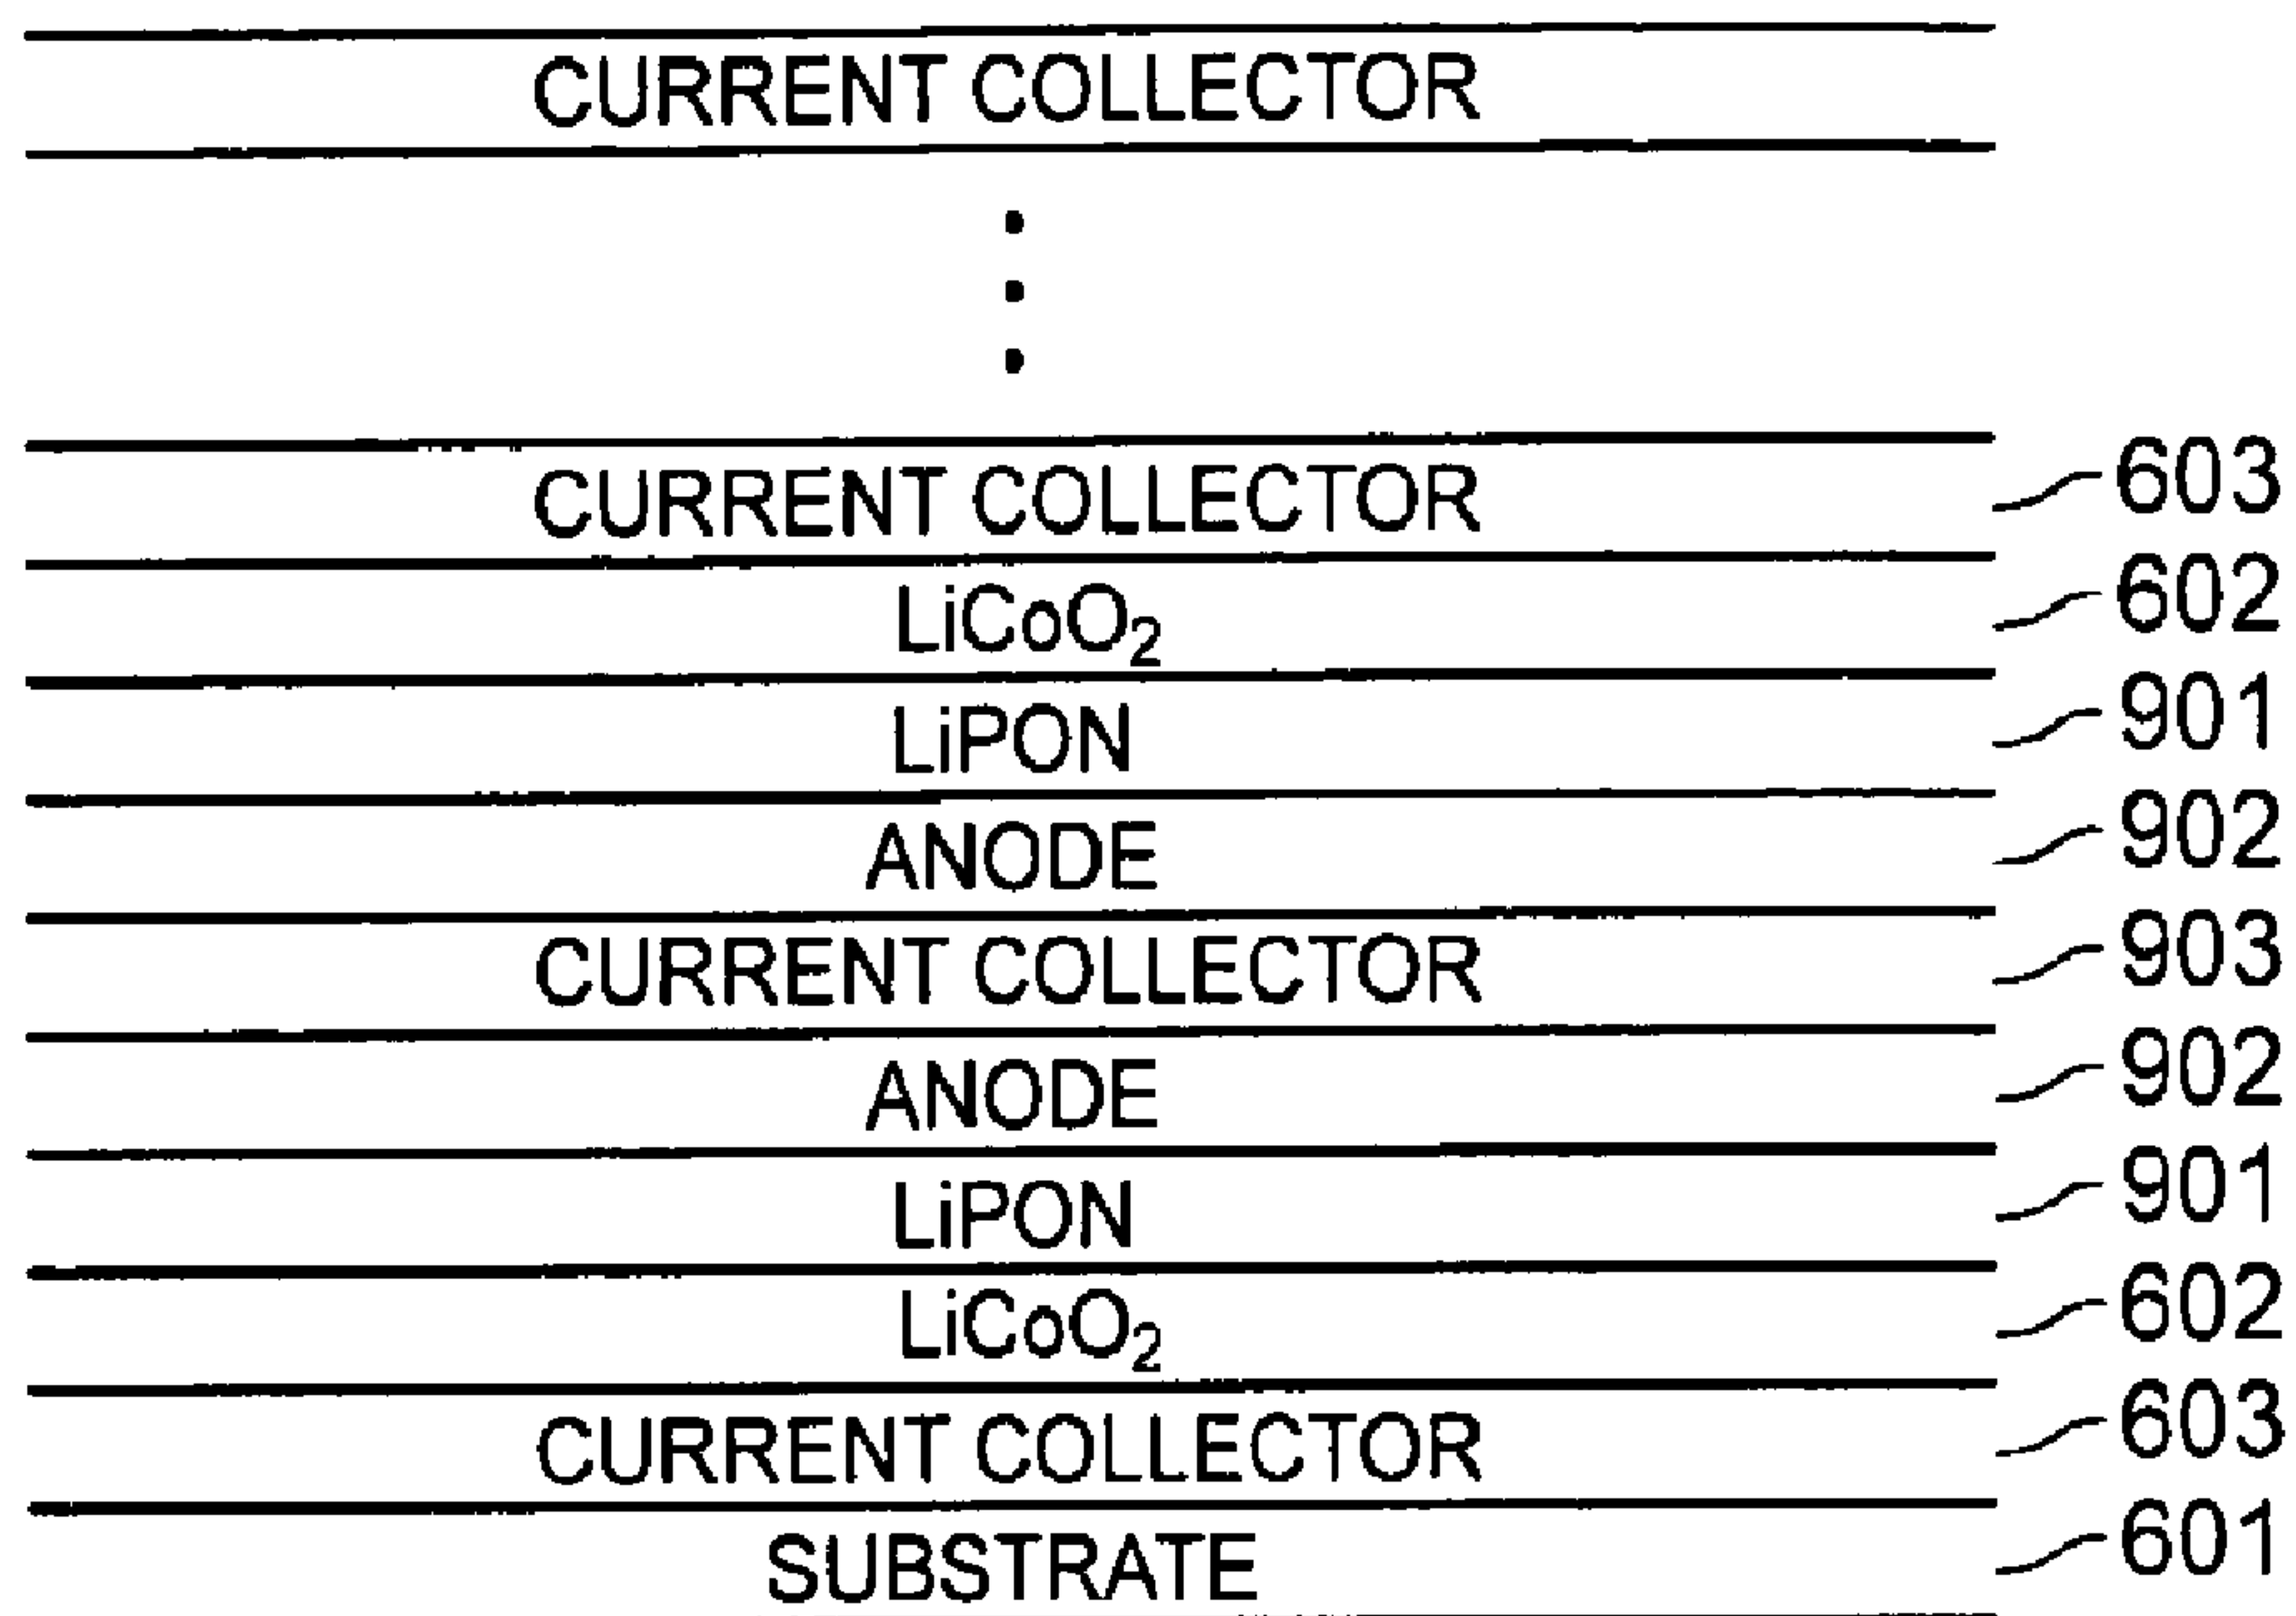 CURRENT COLLECTOR
CURRENT COLLECTOR 603
LiCoO₂ 602
LiPON 901
ANODE 902
CURRENT COLLECTOR 903
ANODE 902
LiPON 901
LiCoO₂ 602
CURRENT COLLECTOR 603
SUBSTRATE 601